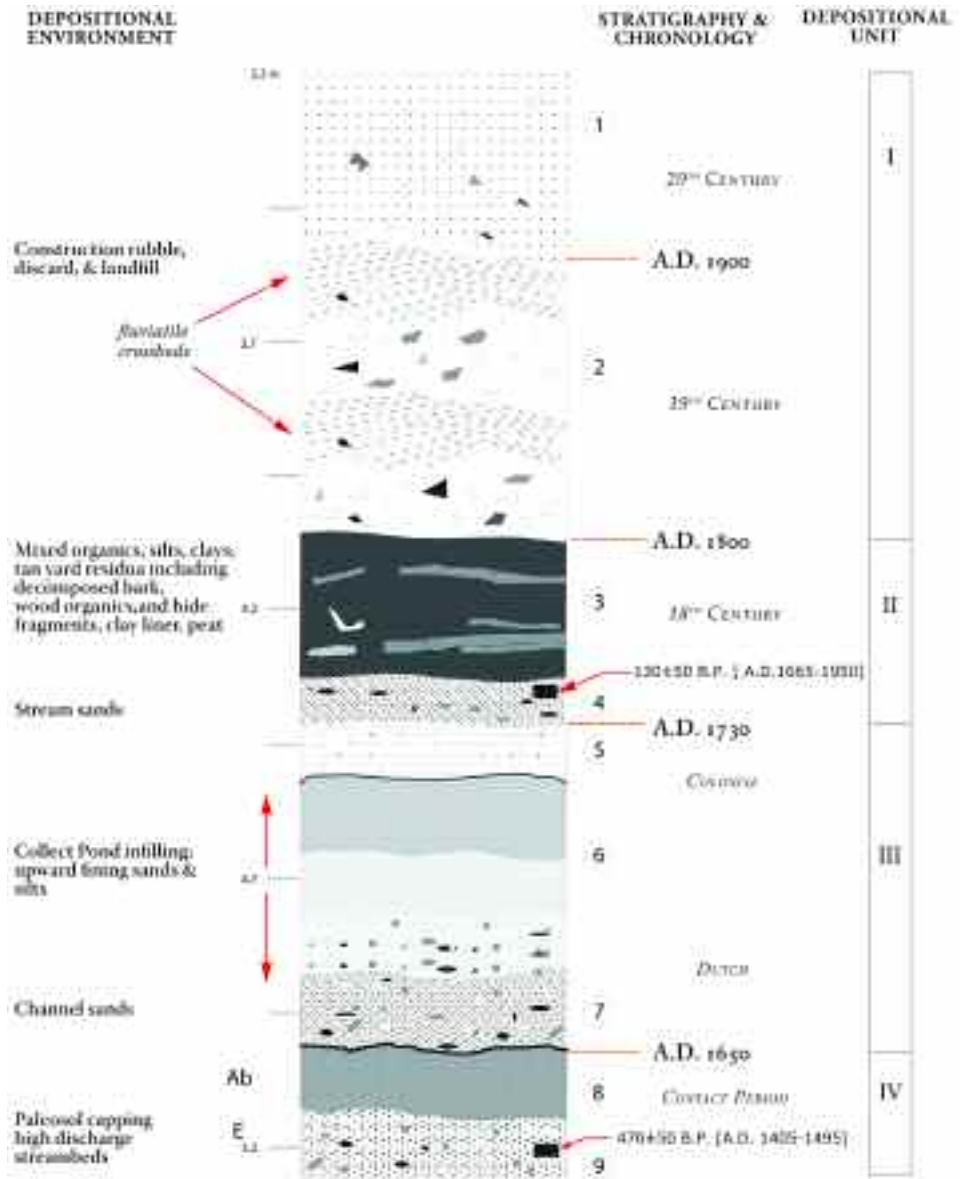 DEPOSITIONAL
ENVIRONMENT
STRATIGRAPHY &
CHRONOLOGY
DEPOSITIONAL
UNIT
1
I
20TH CENTURY
Construction rubble,
discard, & landfill
A.D. 1900
fluviatile
crossbeds
2
19TH CENTURY
A.D. 1800
Mixed organics, silts, clays,
tan yard residua including
decomposed bark,
wood organics, and hide
fragments, clay liner, peat
3
18TH CENTURY
II
130±50 B.P. [A.D. 1665-1950]
Stream sands
4
A.D. 1730
5
COLONIAL
Collect Pond infilling:
upward fining sands &
silts
6
III
DUTCH
Channel sands
7
A.D. 1650
Ab
8
CONTACT PERIOD
IV
Paleosol capping
high discharge
streambeds
E
470±50 B.P. [A.D. 1405-1495]
9